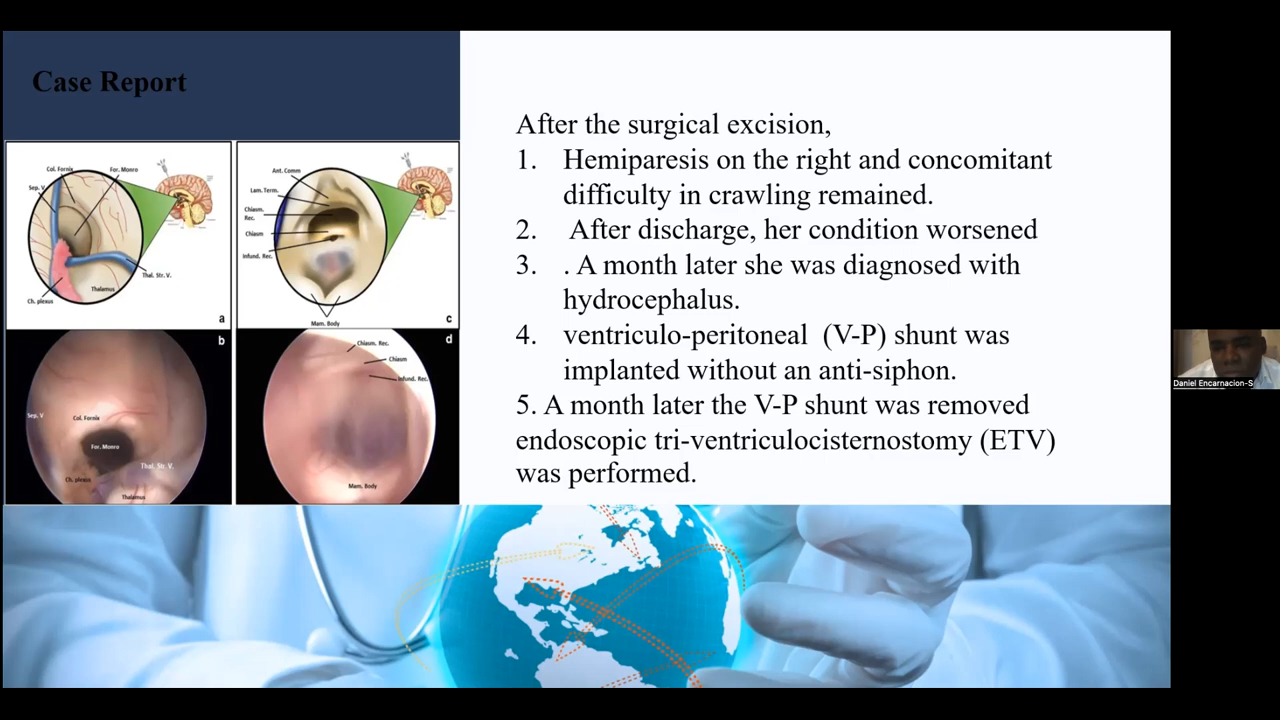 Case Report
Col. Fornix
For. Monro
Sep. V
Thal. Str. V.
Thalamus
Ch. plexus
a
Ant. Comm
Lam. Term.
Chiasm.
Rec.
Chiasm
Infund. Rec.
Mam. Body
c
b
Sep. V
Col. Fornix
For. Monro
Thal. St. V.
Ch. plexus
Thalamus
d
Chiasm. Rec.
Chiasm
Infund. Rec.
Mam. Body
After the surgical excision,
1. Hemiparesis on the right and concomitant
difficulty in crawling remained.
2. After discharge, her condition worsened
3. . A month later she was diagnosed with
hydrocephalus.
4. ventriculo-peritoneal (V-P) shunt was
implanted without an anti-siphon.
5. A month later the V-P shunt was removed
endoscopic tri-ventriculocisternostomy (ETV)
was performed.
Daniel Encarnacion-S